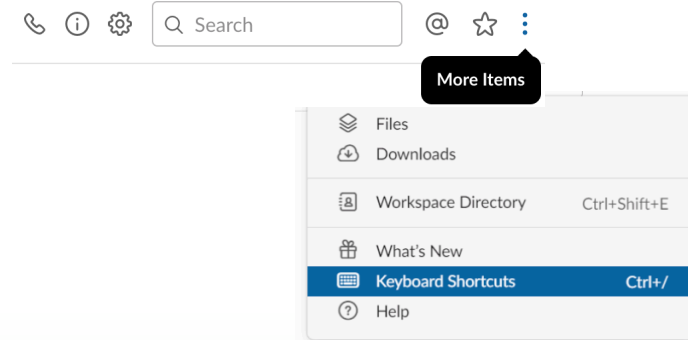 Search
More Items
Files
Downloads
Workspace Directory Ctrl+Shift+E
What's New
Keyboard Shortcuts Ctrl+/
Help